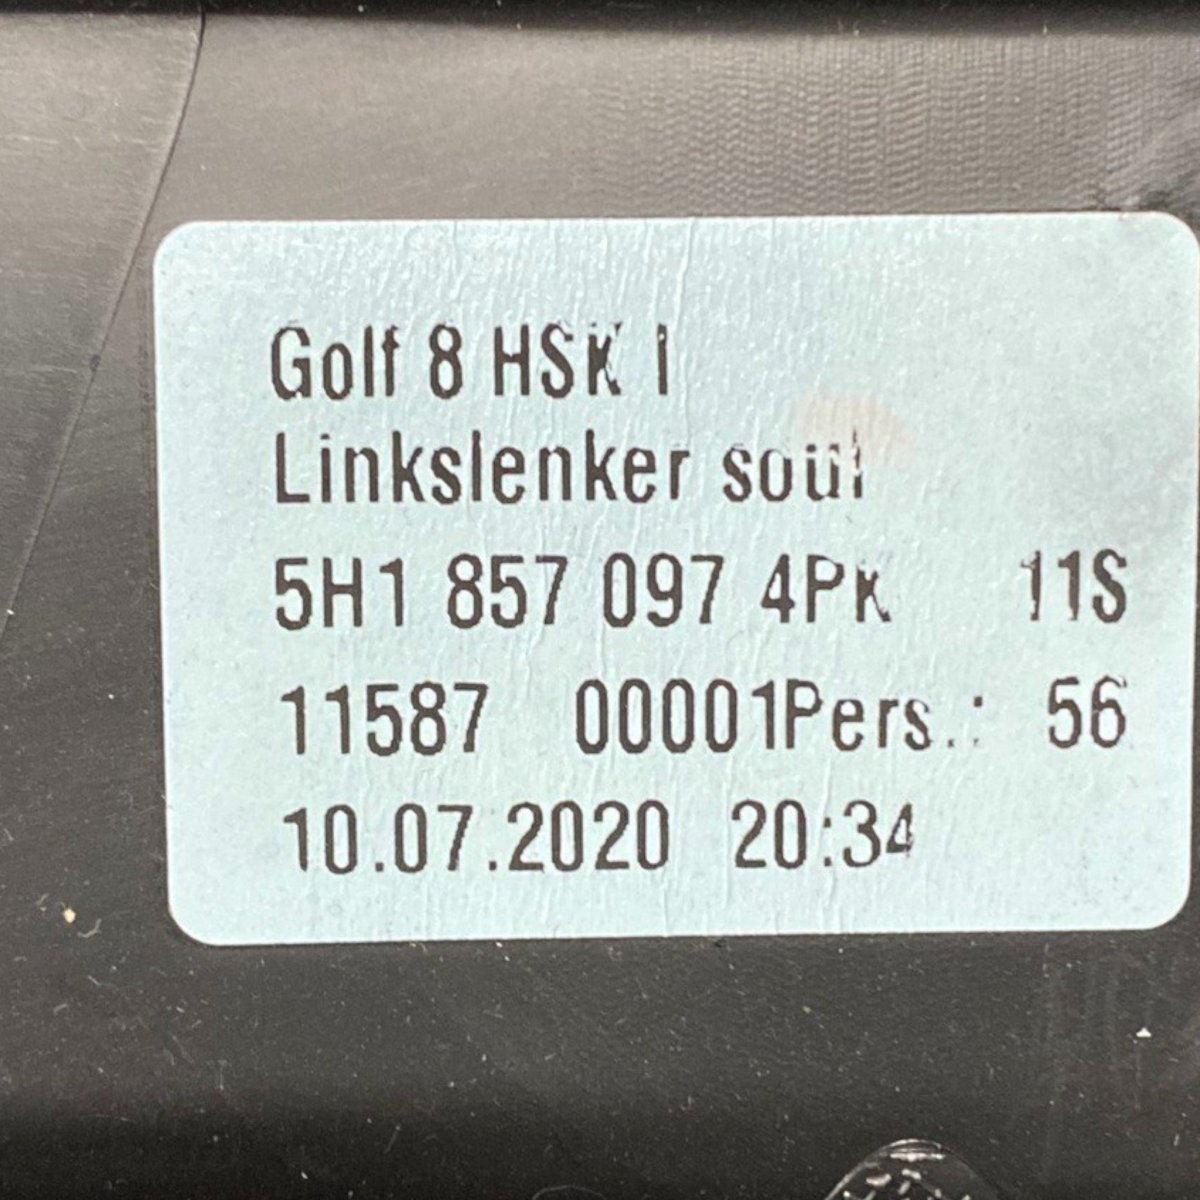 Golf 8 HSK I
Linkslenker soul
5H1 857 097 4PK 11S
11587 00001Pers.: 56
10.07.2020 20:34